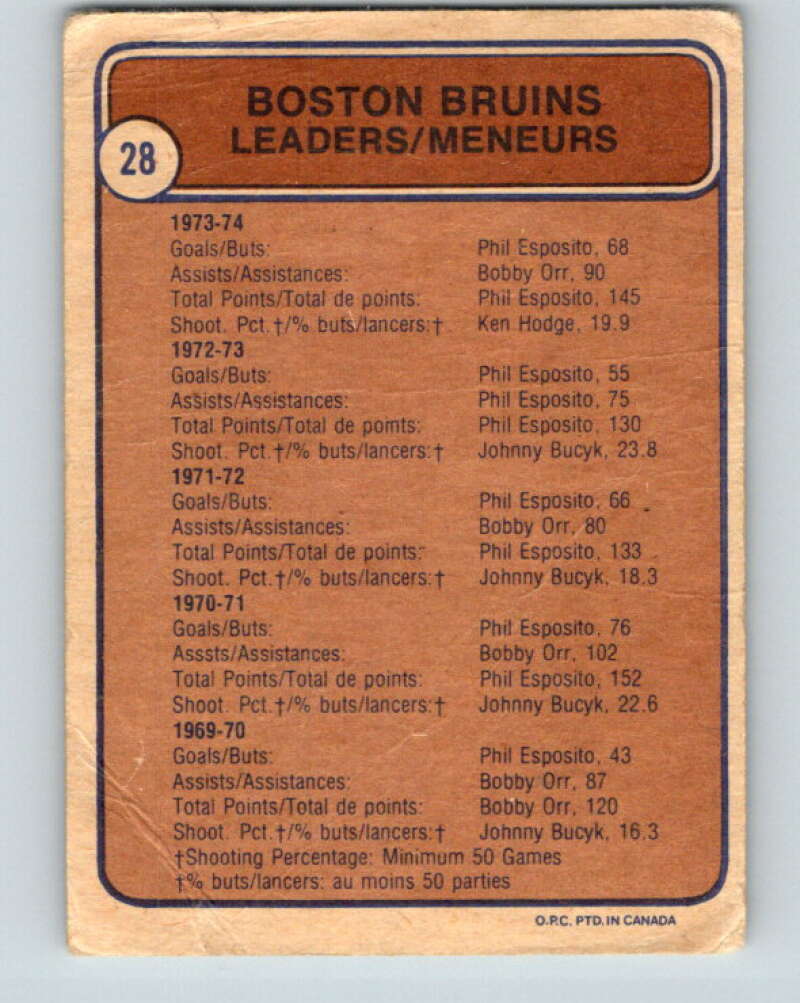 BOSTON BRUINS
LEADERS/MENEURS
28
1973-74
Goals/Buts: Phil Esposito, 68
Assists/Assistances: Bobby Orr, 90
Total Points/Total de points: Phil Esposito, 145
Shoot. Pct.†/% buts/lancers:† Ken Hodge, 19.9
1972-73
Goals/Buts: Phil Esposito, 55
Assists/Assistances: Phil Esposito, 75
Total Points/Total de pomts: Phil Esposito, 130
Shoot. Pct.†/% buts/lancers:† Johnny Bucyk, 23.8
1971-72
Goals/Buts: Phil Esposito, 66
Assists/Assistances: Bobby Orr, 80
Total Points/Total de points: Phil Esposito, 133
Shoot. Pct.†/% buts/lancers:† Johnny Bucyk, 18.3
1970-71
Goals/Buts: Phil Esposito, 76
Asssts/Assistances: Bobby Orr, 102
Total Points/Total de points: Phil Esposito, 152
Shoot. Pct.†/% buts/lancers:† Johnny Bucyk, 22.6
1969-70
Goals/Buts: Phil Esposito, 43
Assists/Assistances: Bobby Orr, 87
Total Points/Total de points: Bobby Orr, 120
Shoot. Pct.†/% buts/lancers:† Johnny Bucyk, 16.3
†Shooting Percentage: Minimum 50 Games
†% buts/lancers: au moins 50 parties
O.P.C. PTD. IN CANADA